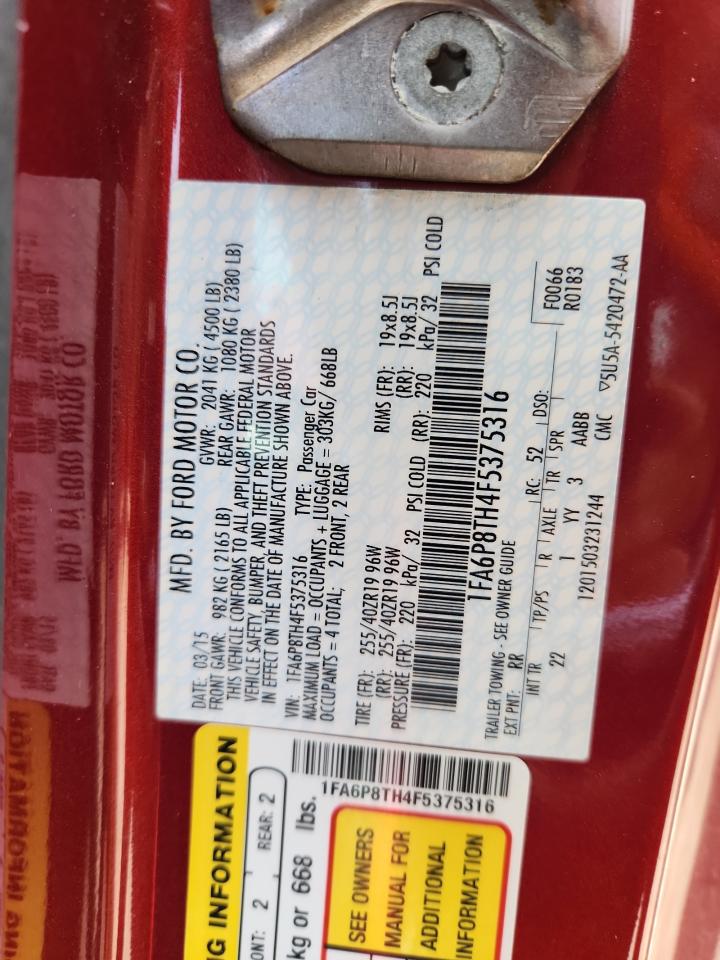 MFD. BY FORD MOTOR CO.
DATE: 03/15 GVWR: 2041 KG ( 4500 LB)
FRONT GAWR: 982 KG ( 2165 LB) REAR GAWR: 1080 KG ( 2380 LB)
THIS VEHICLE CONFORMS TO ALL APPLICABLE FEDERAL MOTOR
VEHICLE SAFETY, BUMPER, AND THEFT PREVENTION STANDARDS
IN EFFECT ON THE DATE OF MANUFACTURE SHOWN ABOVE.
VIN: 1FA6P8TH4F5375316 TYPE: Passenger Car
MAXIMUM LOAD = OCCUPANTS + LUGGAGE = 303KG/ 668LB
OCCUPANTS = 4 TOTAL; 2 FRONT, 2 REAR
TIRE (FR): 255/40ZR19 96W RIMS (FR): 19x8.5J
(RR): 255/40ZR19 96W (RR): 19x8.5J
PRESSURE (FR): 220 kPa/ 32 PSI COLD (RR): 220 kPa/ 32 PSI COLD
1FA6P8TH4F5375316
TRAILER TOWING - SEE OWNER GUIDE
EXT PNT: RR RC: 52 DSO: F0066
R0183
INT TR TP/PS R AXLE TR SPR
22 1 YY 3 AABB
1201503231244 CMC ▽5U5A-5420472-AA
NG INFORMATION
ONT: 2 REAR: 2
kg or 668 lbs.
1FA6P8TH4F5375316
SEE OWNERS
MANUAL FOR
ADDITIONAL
INFORMATION